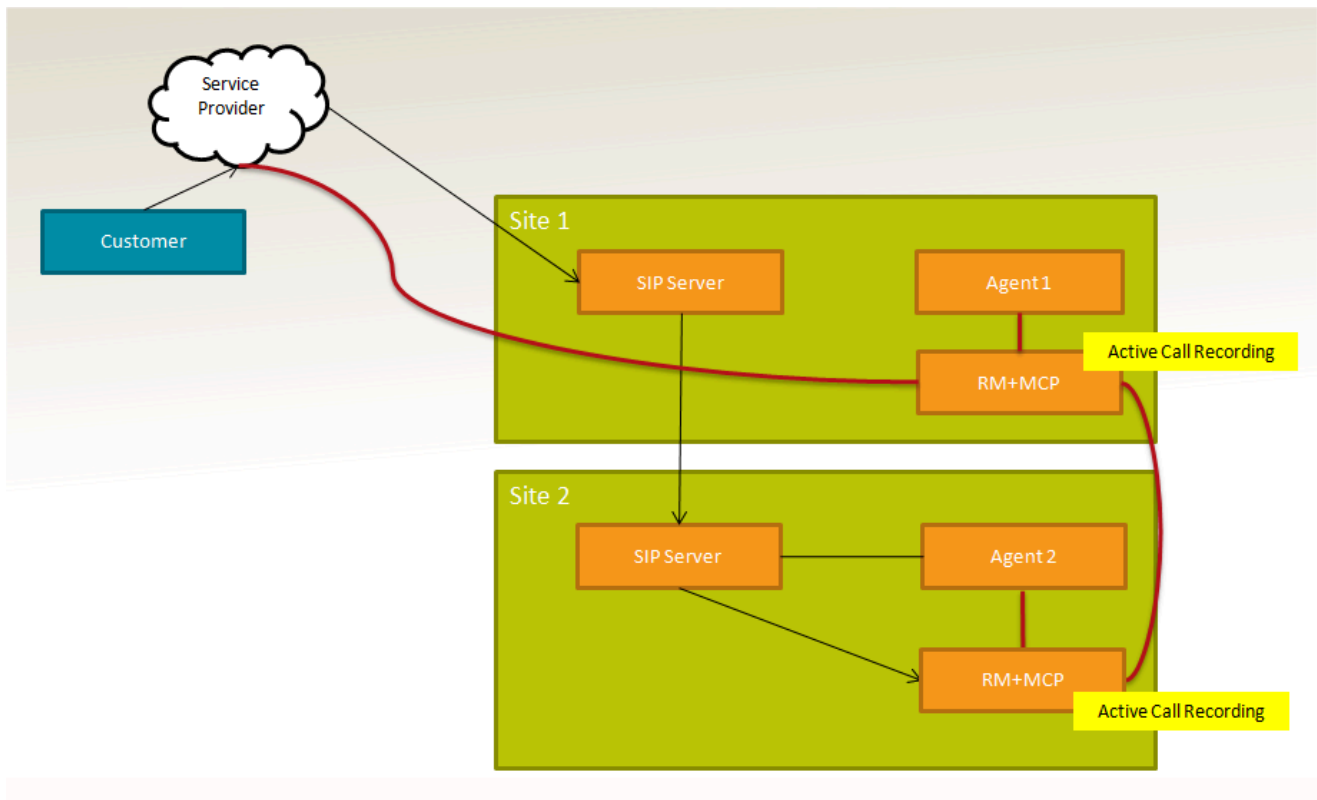 Service
Provider
Customer
Site 1
SIP Server
Agent 1
Active Call Recording
RM+MCP
Site 2
SIP Server
Agent 2
RM+MCP
Active Call Recording